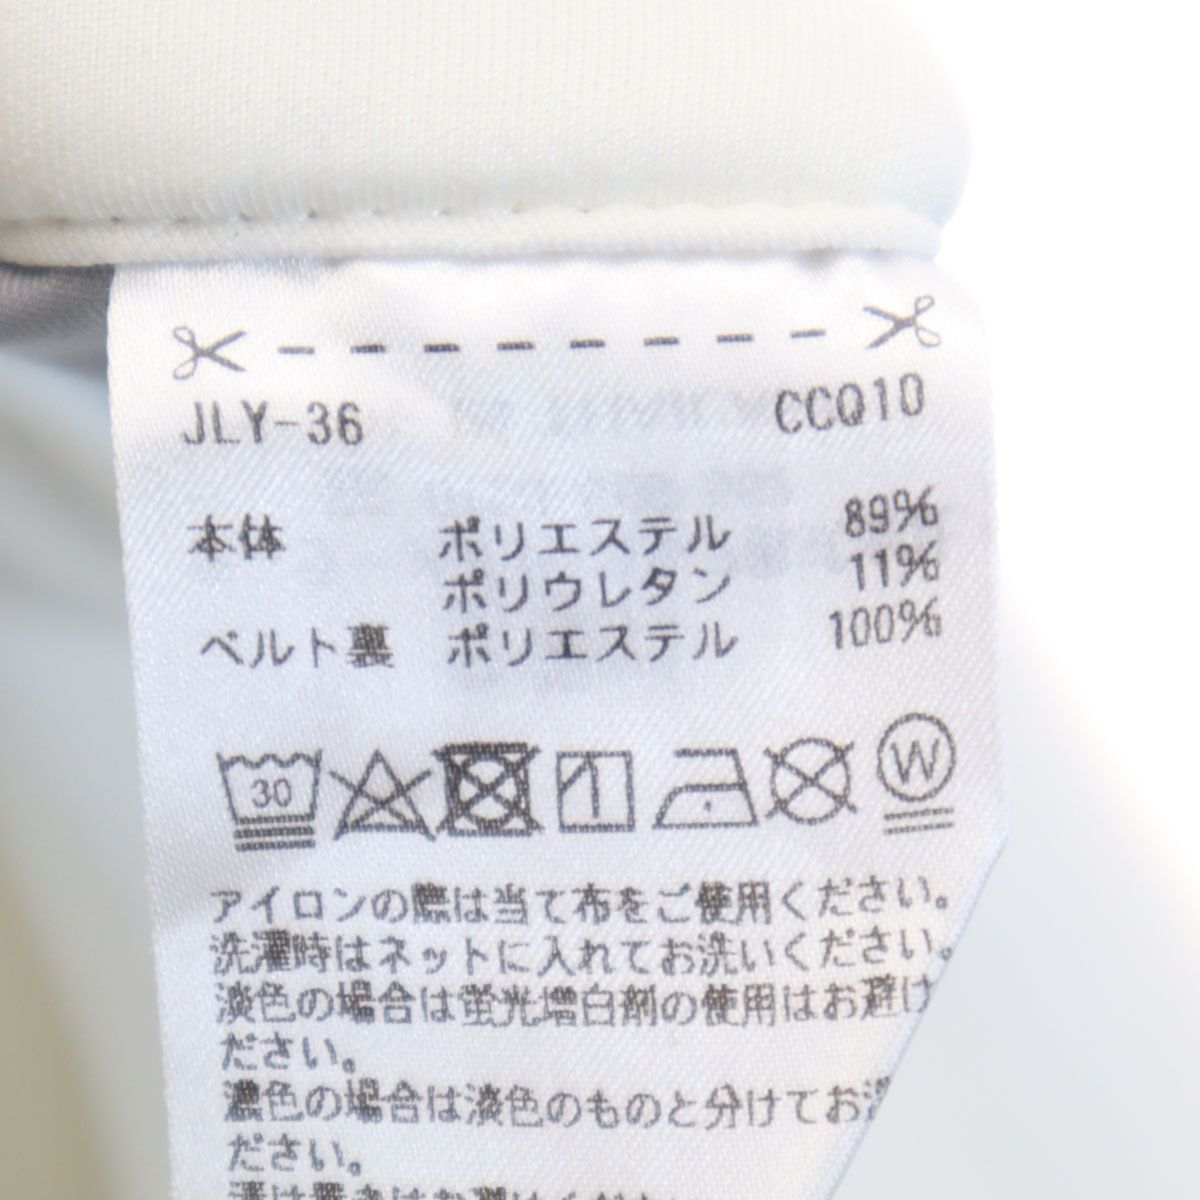 JLY-36 CCQ10
本体 ポリエステル 89%
ポリウレタン 11%
ベルト裏 ポリエステル 100%
30 W
アイロンの際は当て布をご使用ください。
洗濯時はネットに入れてお洗いください。
淡色の場合は蛍光増白剤の使用はお避け
ださい。
濃色の場合は淡色のものと分けてお
ださい。